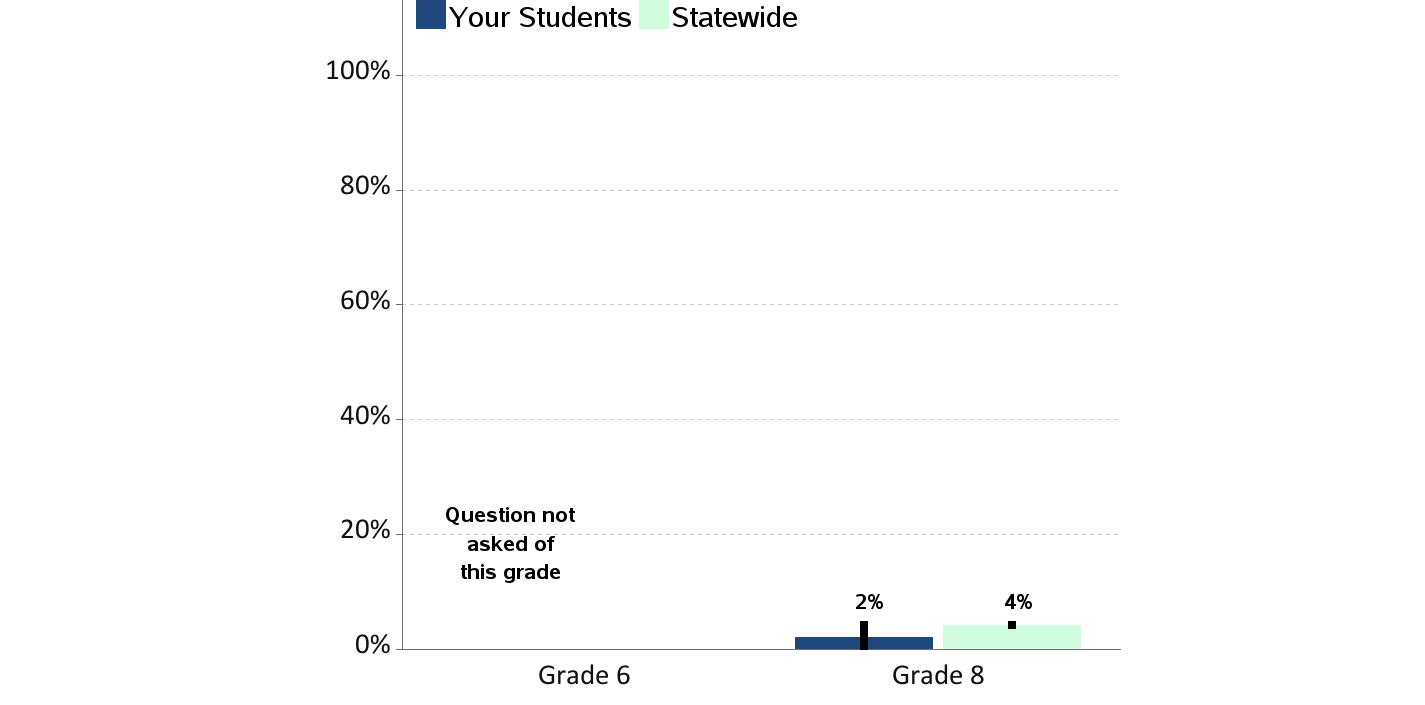 Your Students Statewide
100%
80%
60%
40%
20%
0%
Question not
asked of
this grade
2% 4%
Grade 6 Grade 8